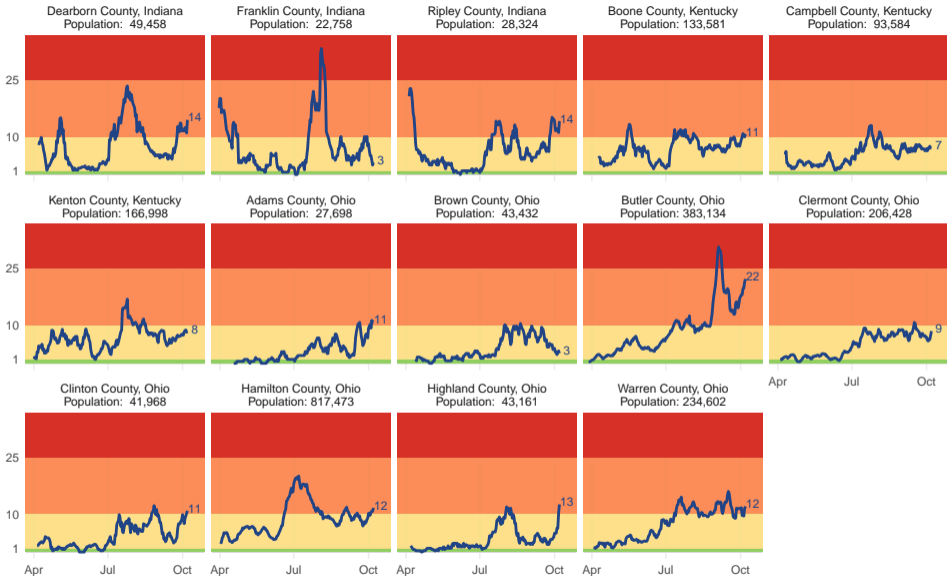 Dearborn County, Indiana
Population: 49,458
Franklin County, Indiana
Population: 22,758
Ripley County, Indiana
Population: 28,324
Boone County, Kentucky
Population: 133,581
Campbell County, Kentucky
Population: 93,584
25
10
1
14
3
14
11
7
Kenton County, Kentucky
Population: 166,998
Adams County, Ohio
Population: 27,698
Brown County, Ohio
Population: 43,432
Butler County, Ohio
Population: 383,134
Clermont County, Ohio
Population: 206,428
25
10
1
8
11
3
22
9
Apr Jul Oct
Clinton County, Ohio
Population: 41,968
Hamilton County, Ohio
Population: 817,473
Highland County, Ohio
Population: 43,161
Warren County, Ohio
Population: 234,602
25
10
1
11
12
13
12
Apr Jul Oct
Apr Jul Oct
Apr Jul Oct
Apr Jul Oct